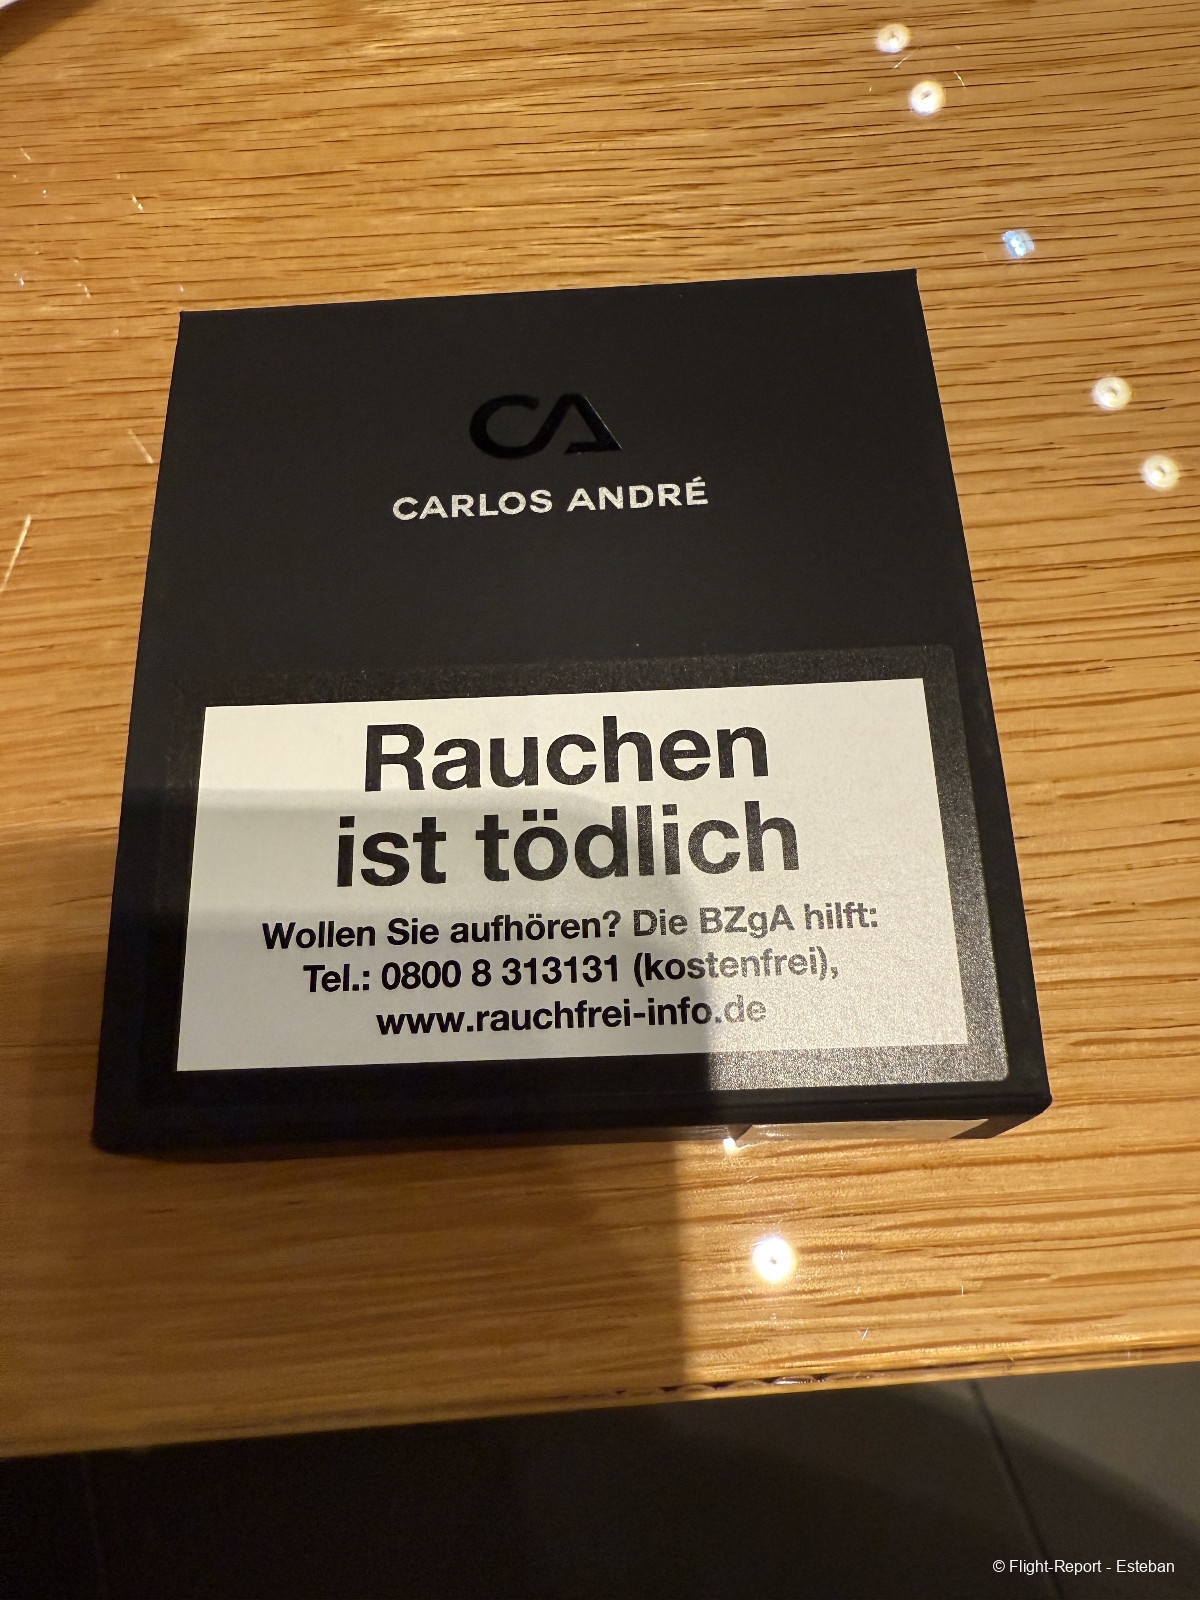 CA
CARLOS ANDRÉ
Rauchen
ist tödlich
Wollen Sie aufhören? Die BZgA hilft:
Tel.: 0800 8 313131 (kostenfrei),
www.rauchfrei-info.de
© Flight-Report - Esteban